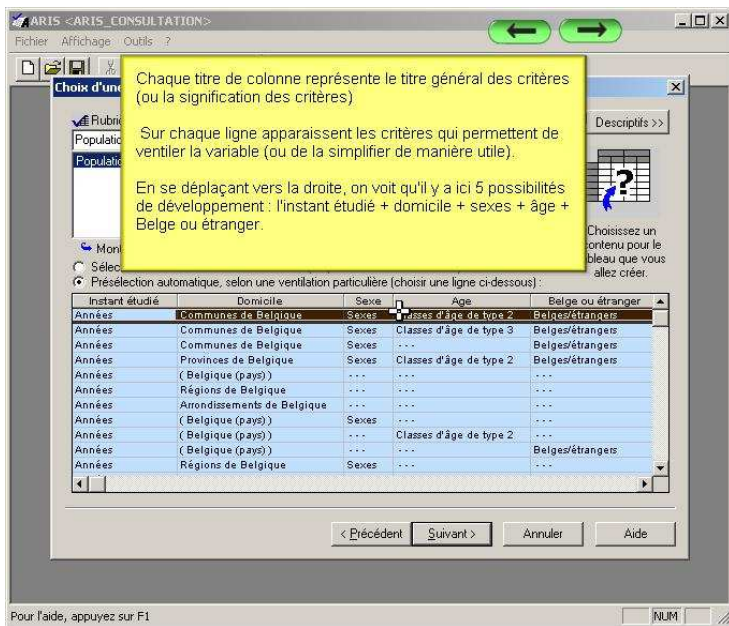 ARIS <ARIS_CONSULTATION>
Fichier Affichage Outils ?
Choix d'une
Chaque titre de colonne représente le titre général des critères
(ou la signification des critères)
Sur chaque ligne apparaissent les critères qui permettent de
ventiler la variable (ou de la simplifier de manière utile).
En se déplaçant vers la droite, on voit qu'il y a ici 5 possibilités
de développement : l'instant étudié + domicile + sexes + âge +
Belge ou étranger.
Descriptifs >>
?
Choisissez un
contenu pour le
tableau que vous
allez créer.
Présélection automatique, selon une ventilation particulière (choisir une ligne ci-dessous) :
Instant étudié Domicile Sexe Age Belge ou étranger
Années Communes de Belgique Sexes Classes d'âge de type 2 Belges/étrangers
Années Communes de Belgique Sexes Classes d'âge de type 3 Belges/étrangers
Années Communes de Belgique Sexes - - - Belges/étrangers
Années Provinces de Belgique Sexes Classes d'âge de type 2 Belges/étrangers
Années ( Belgique (pays) ) - - - - - - - - -
Années Régions de Belgique - - - - - - - - -
Années Arrondissements de Belgique - - - - - - - - -
Années ( Belgique (pays) ) Sexes - - - - - -
Années ( Belgique (pays) ) - - - Classes d'âge de type 2 - - -
Années ( Belgique (pays) ) - - - - - - Belges/étrangers
Années Régions de Belgique Sexes - - - - - -
< Précédent Suivant > Annuler Aide
Pour l'aide, appuyez sur F1 NUM